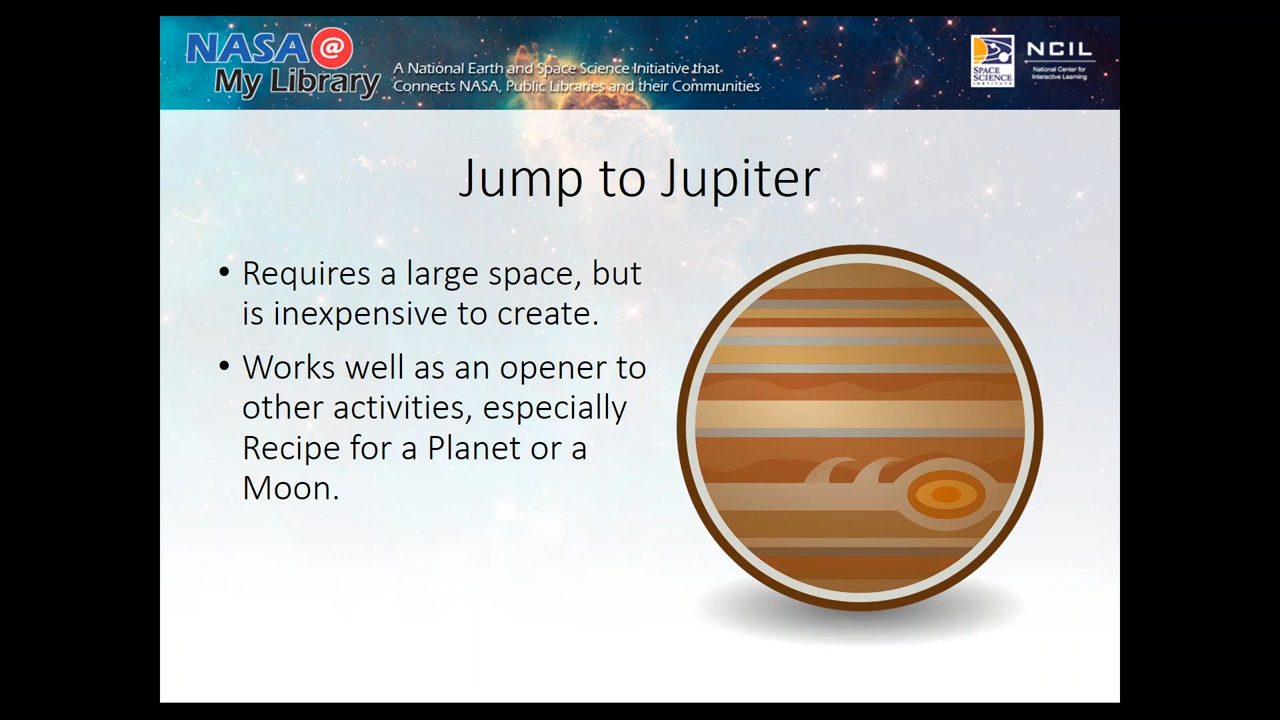 NASA@
My Library
A National Earth and Space Science Initiative that
Connects NASA, Public Libraries and their Communities
SPACE
SCIENCE
INSTITUTE
NCIL
National Center for
Interactive Learning
Jump to Jupiter
• Requires a large space, but
is inexpensive to create.
• Works well as an opener to
other activities, especially
Recipe for a Planet or a
Moon.